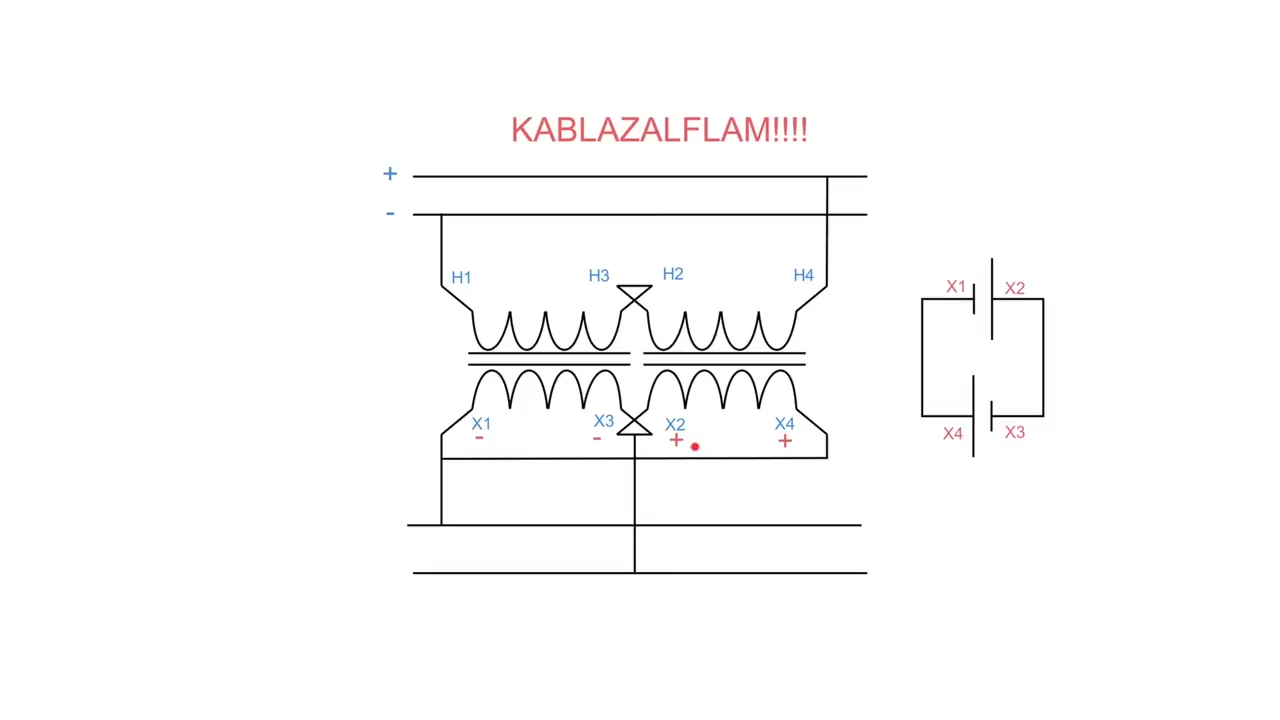 KABLAZALFLAM!!!!
+
-
H1 H3 H2 H4
X1 X3 X2 X4
- - + +
X1 X2
X4 X3